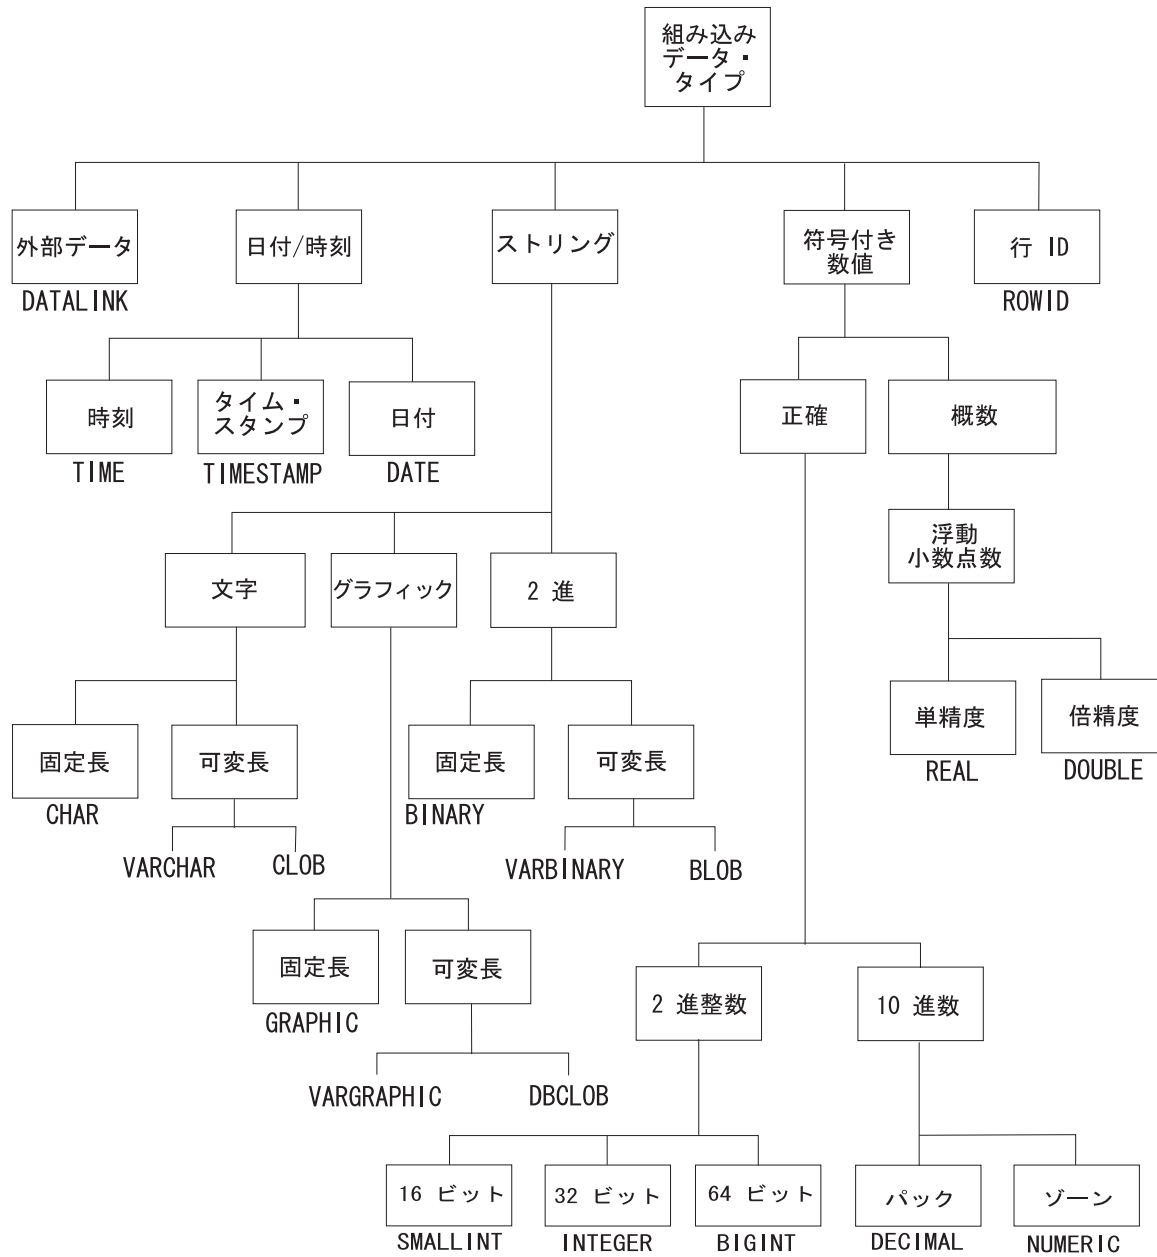 組み込み
データ・
タイプ
外部データ
DATALINK
日付/時刻
ストリング
符号付き
数値
行 ID
ROWID
時刻
TIME
タイム・
スタンプ
TIMESTAMP
日付
DATE
正確
概数
浮動
小数点数
文字
グラフィック
2 進
単精度
REAL
倍精度
DOUBLE
固定長
CHAR
可変長
VARCHAR
CLOB
固定長
BINARY
可変長
VARBINARY
BLOB
固定長
GRAPHIC
可変長
VARGRAPHIC
DBCLOB
2 進整数
10 進数
16 ビット
SMALLINT
32 ビット
INTEGER
64 ビット
BIGINT
パック
DECIMAL
ゾーン
NUMERIC